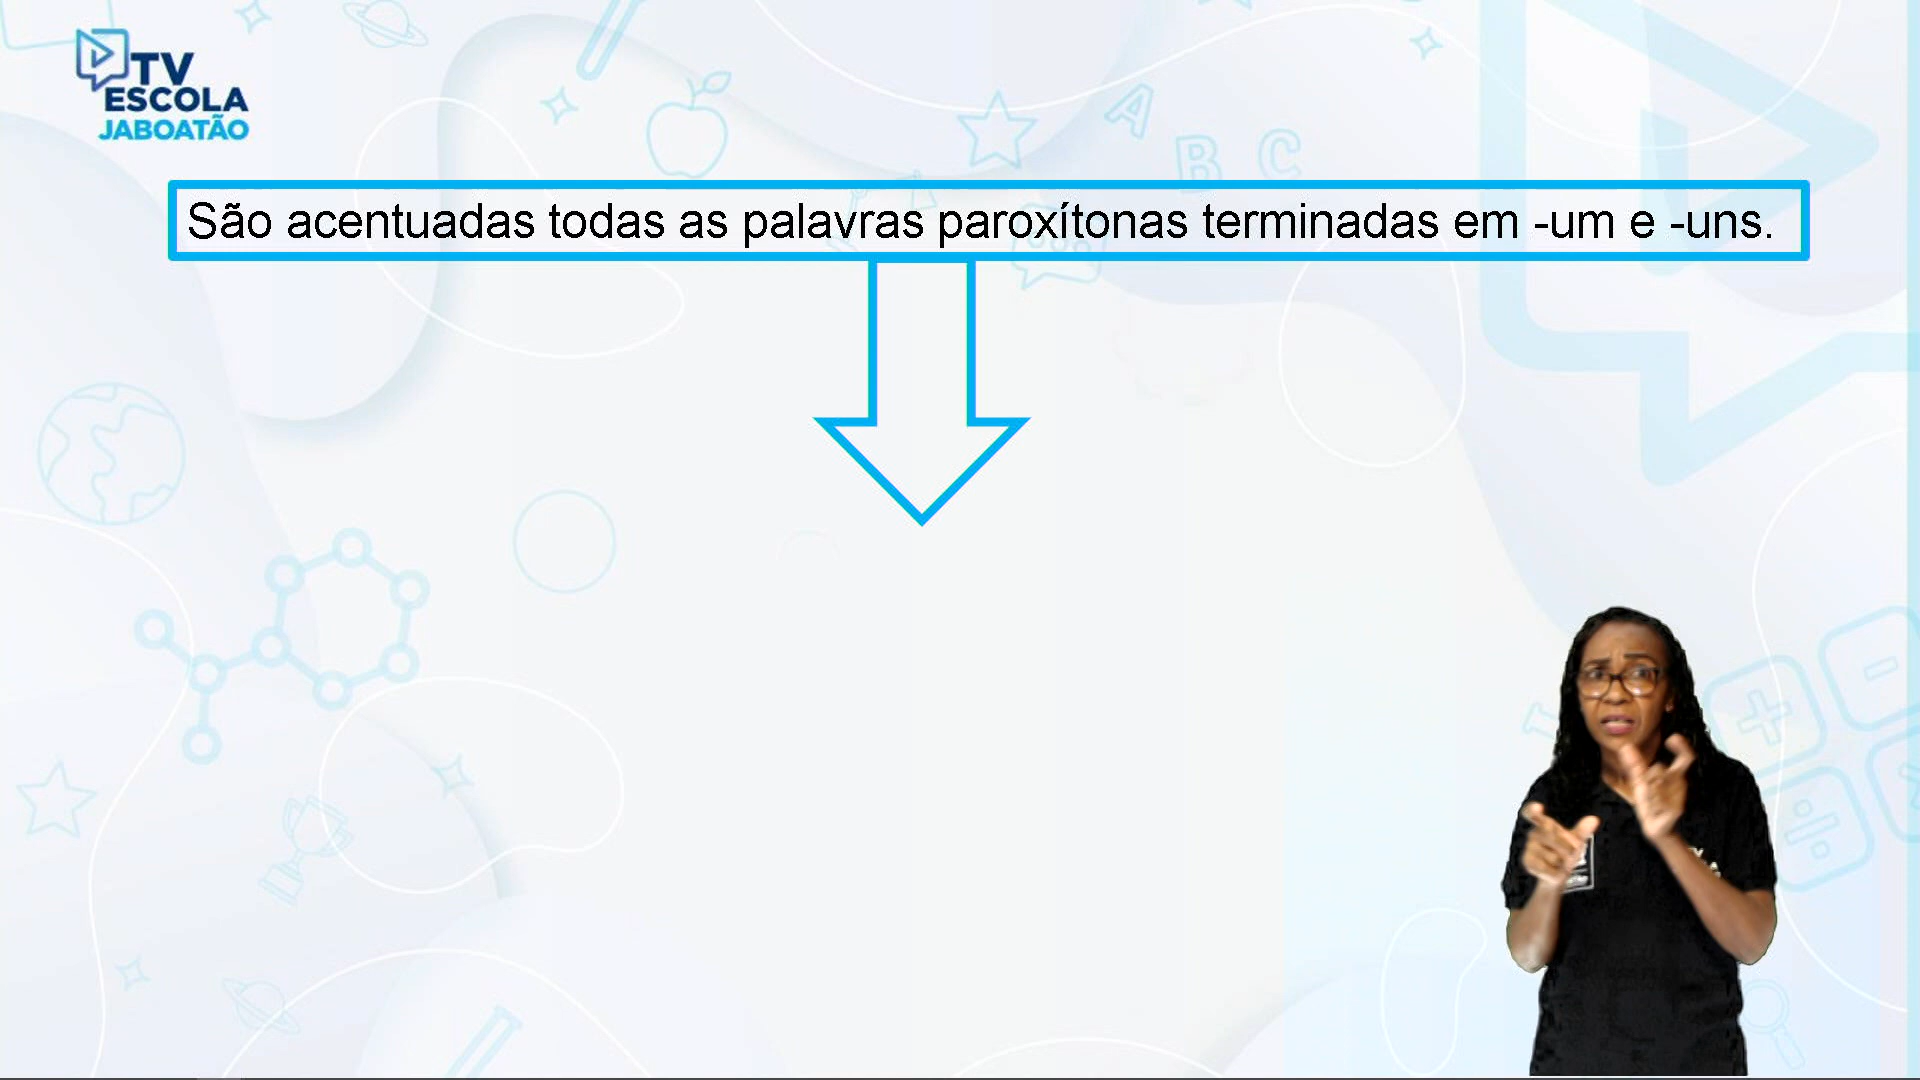 TV
ESCOLA
JABOATÃO
A
B C
São acentuadas todas as palavras paroxítonas terminadas em -um e -uns.